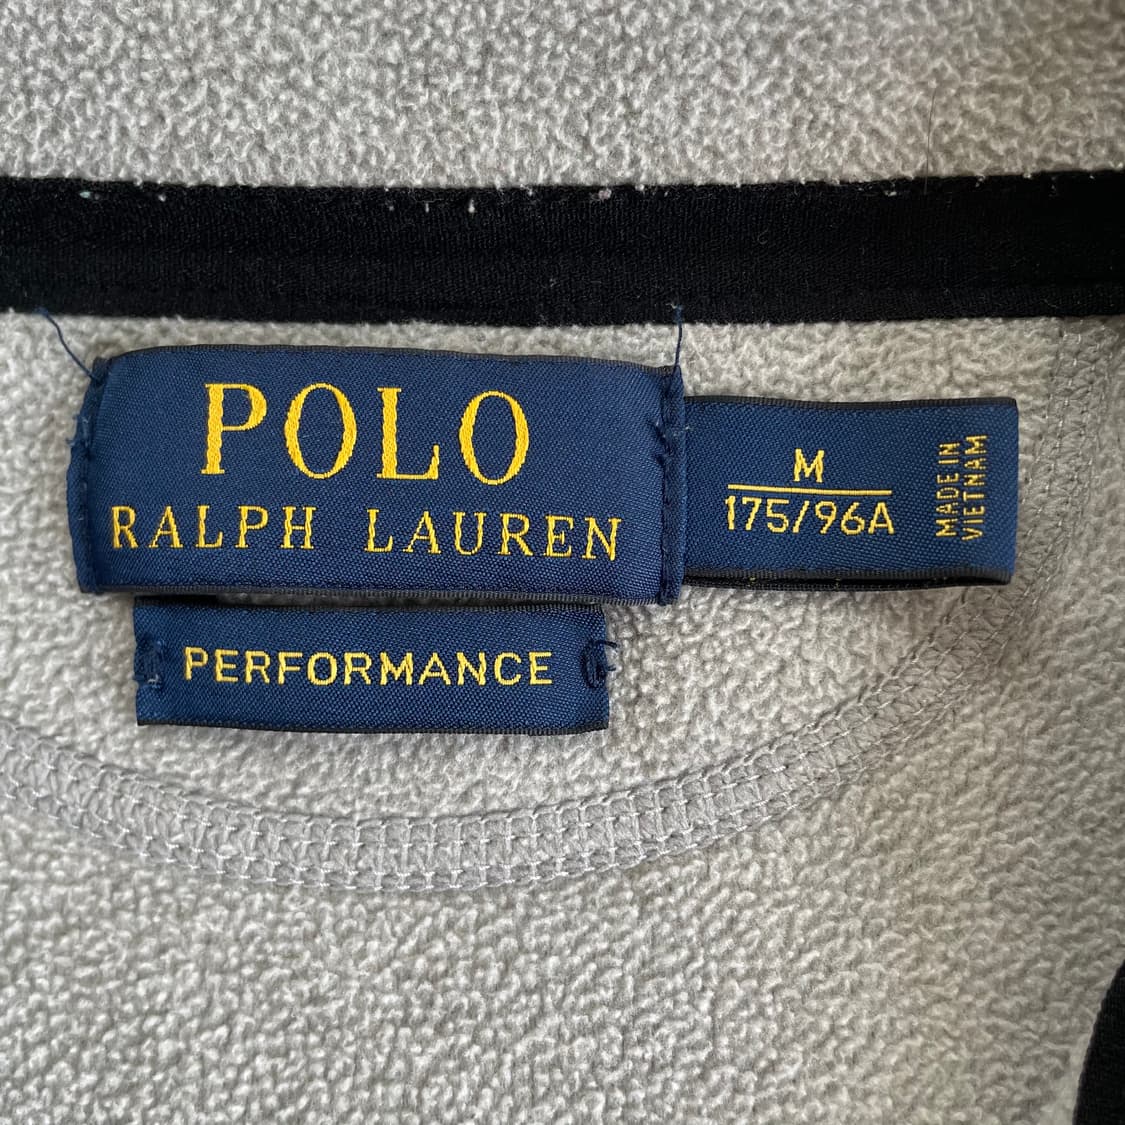 POLO
RALPH LAUREN
M
175/96A
MADE IN
VIETNAM
PERFORMANCE